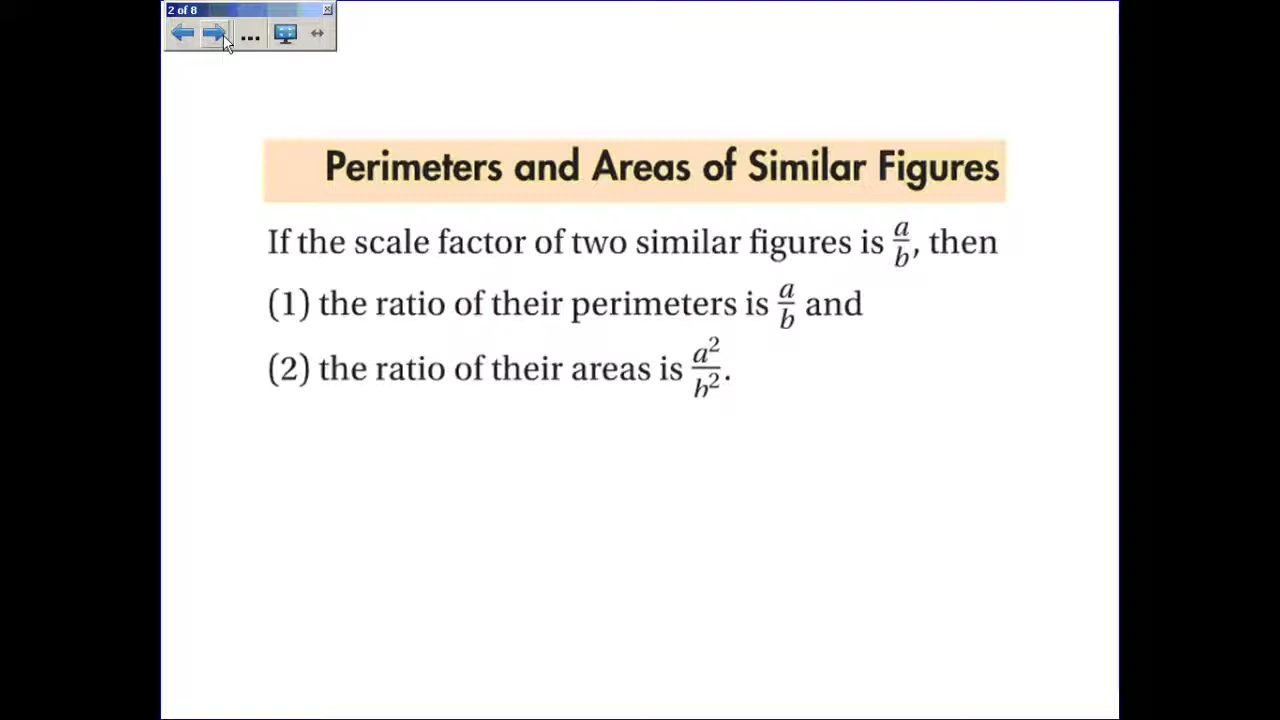 2 of 8
...
Perimeters and Areas of Similar Figures
If the scale factor of two similar figures is a/b, then
(1) the ratio of their perimeters is a/b and
(2) the ratio of their areas is a²/b².